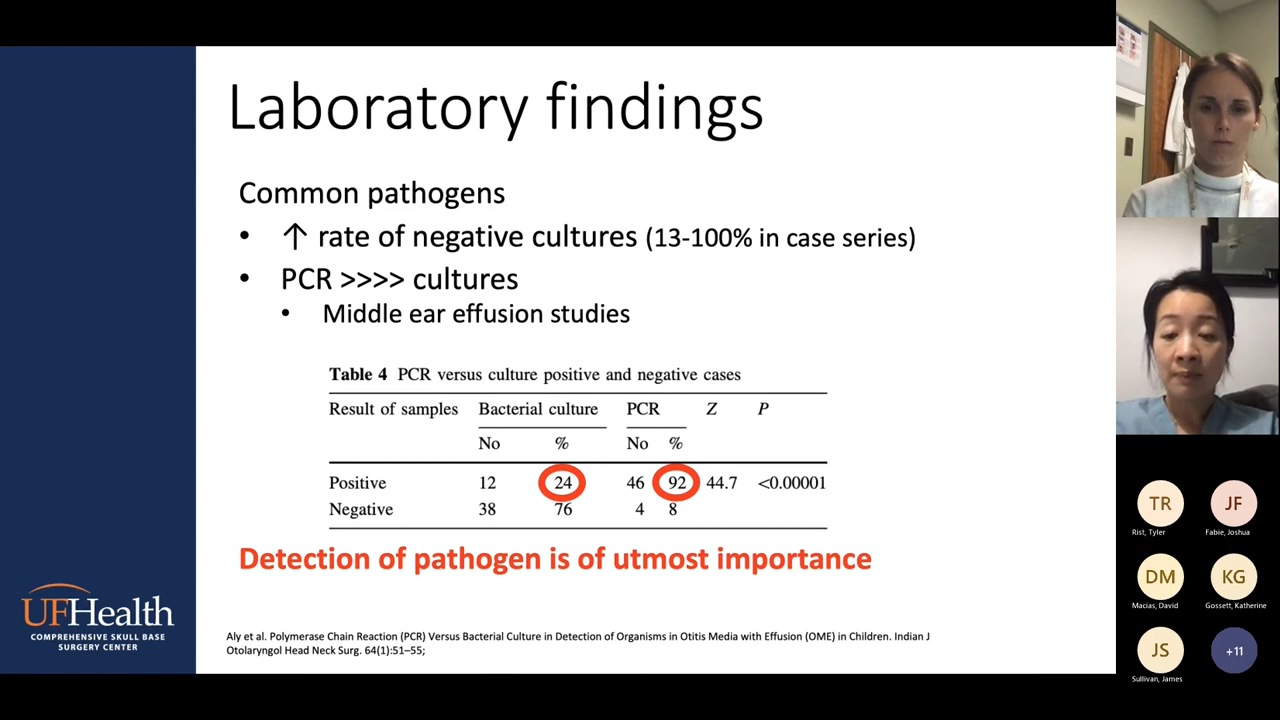 Laboratory findings
Common pathogens
• ↑ rate of negative cultures (13-100% in case series)
• PCR >>>> cultures
• Middle ear effusion studies
Table 4 PCR versus culture positive and negative cases
Result of samples Bacterial culture PCR Z P
No % No %
Positive 12 24 46 92 44.7 <0.00001
Negative 38 76 4 8
Detection of pathogen is of utmost importance
UFHealth
COMPREHENSIVE SKULL BASE
SURGERY CENTER
Aly et al. Polymerase Chain Reaction (PCR) Versus Bacterial Culture in Detection of Organisms in Otitis Media with Effusion (OME) in Children. Indian J
Otolaryngol Head Neck Surg. 64(1):51–55;
TR JF
Rist, Tyler Fabie, Joshua
DM KG
Macias, David Gossett, Katherine
JS +11
Sullivan, James